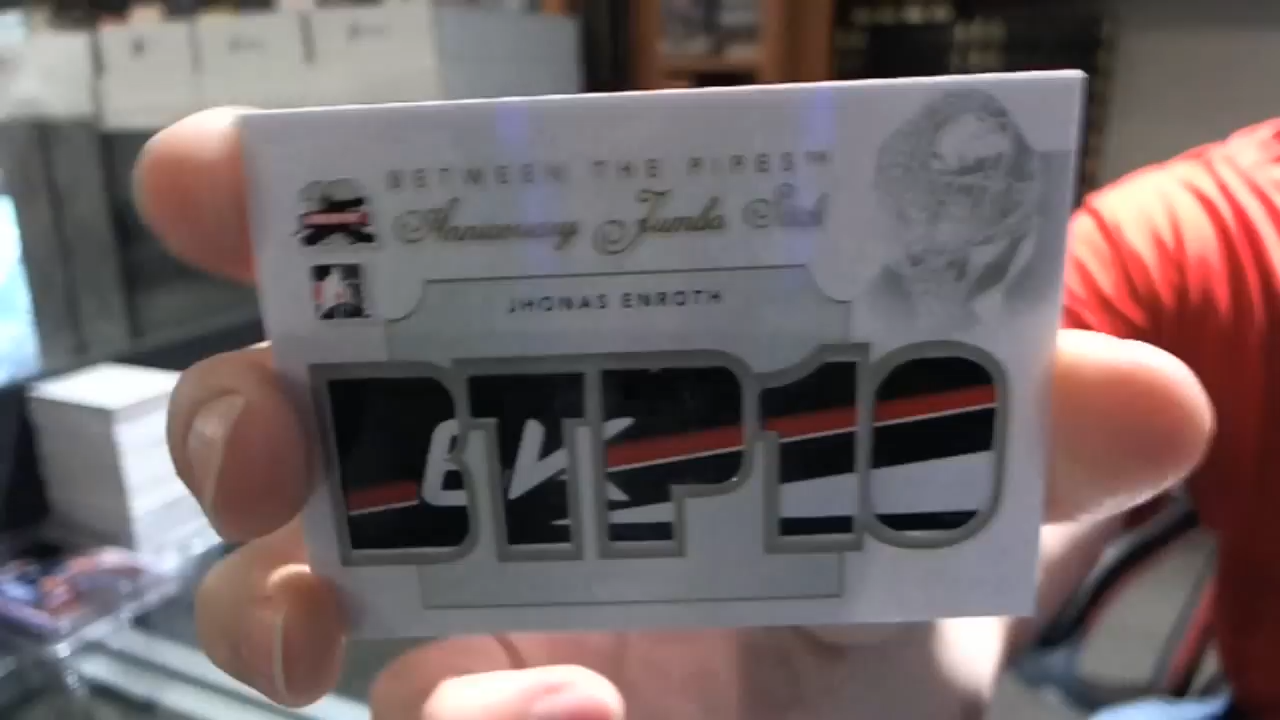 BETWEEN THE PIPES™
Anniversary Jumbo Stick
JHONAS ENROTH
BTP10